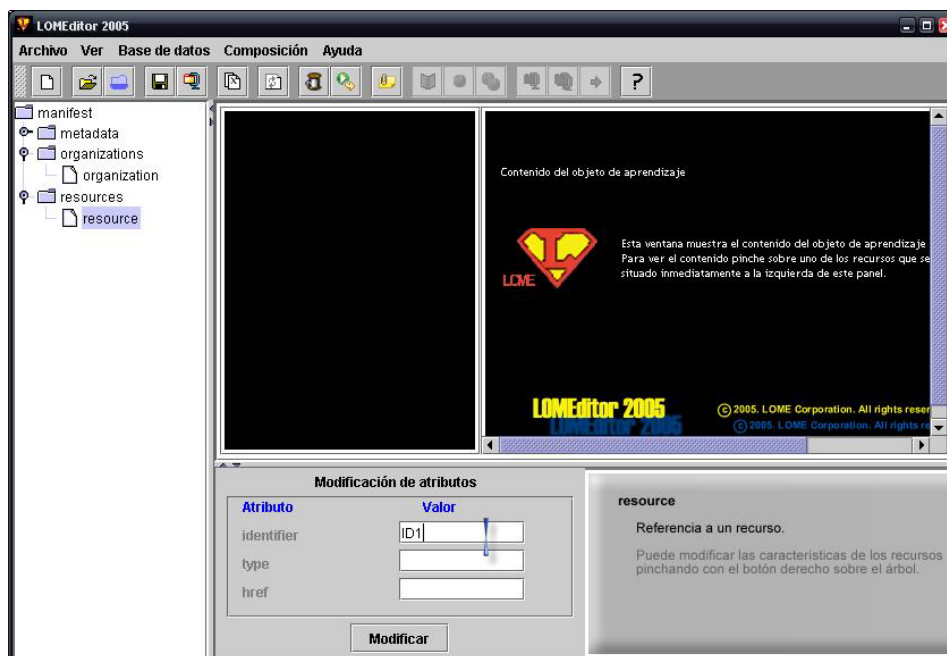 LOMEditor 2005
Archivo Ver Base de datos Composición Ayuda
?
manifest
metadata
organizations
organization
resources
resource
Contenido del objeto de aprendizaje
L
LOME
Esta ventana muestra el contenido del objeto de aprendizaje
Para ver el contenido pinche sobre uno de los recursos que se
situado inmediatamente a la izquierda de este panel.
LOMEditor 2005
LOMEditor 2005
© 2005. LOME Corporation. All rights reser
© 2005. LOME Corporation. All rights re
Modificación de atributos
Atributo Valor
identifier ID1
type
href
Modificar
resource
Referencia a un recurso.
Puede modificar las características de los recursos
pinchando con el botón derecho sobre el árbol.